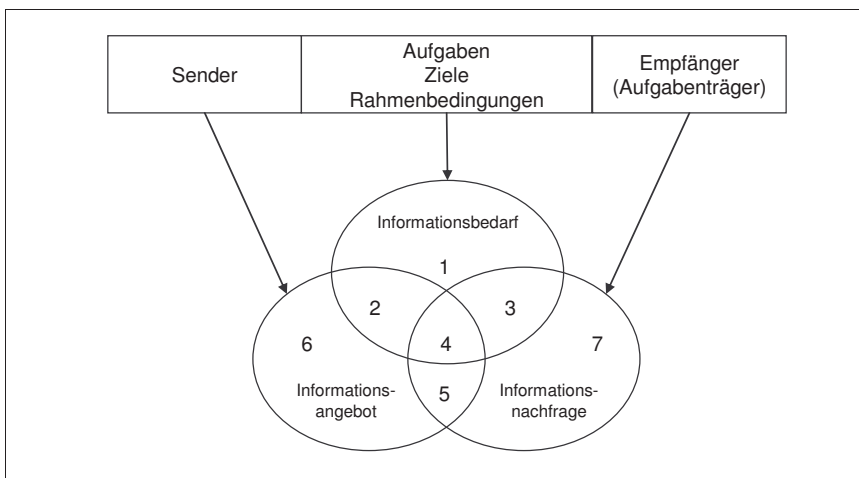 Sender
Aufgaben
Ziele
Rahmenbedingungen
Empfänger
(Aufgabenträger)
Informationsbedarf
1
2
3
6
4
7
5
Informations-
angebot
Informations-
nachfrage